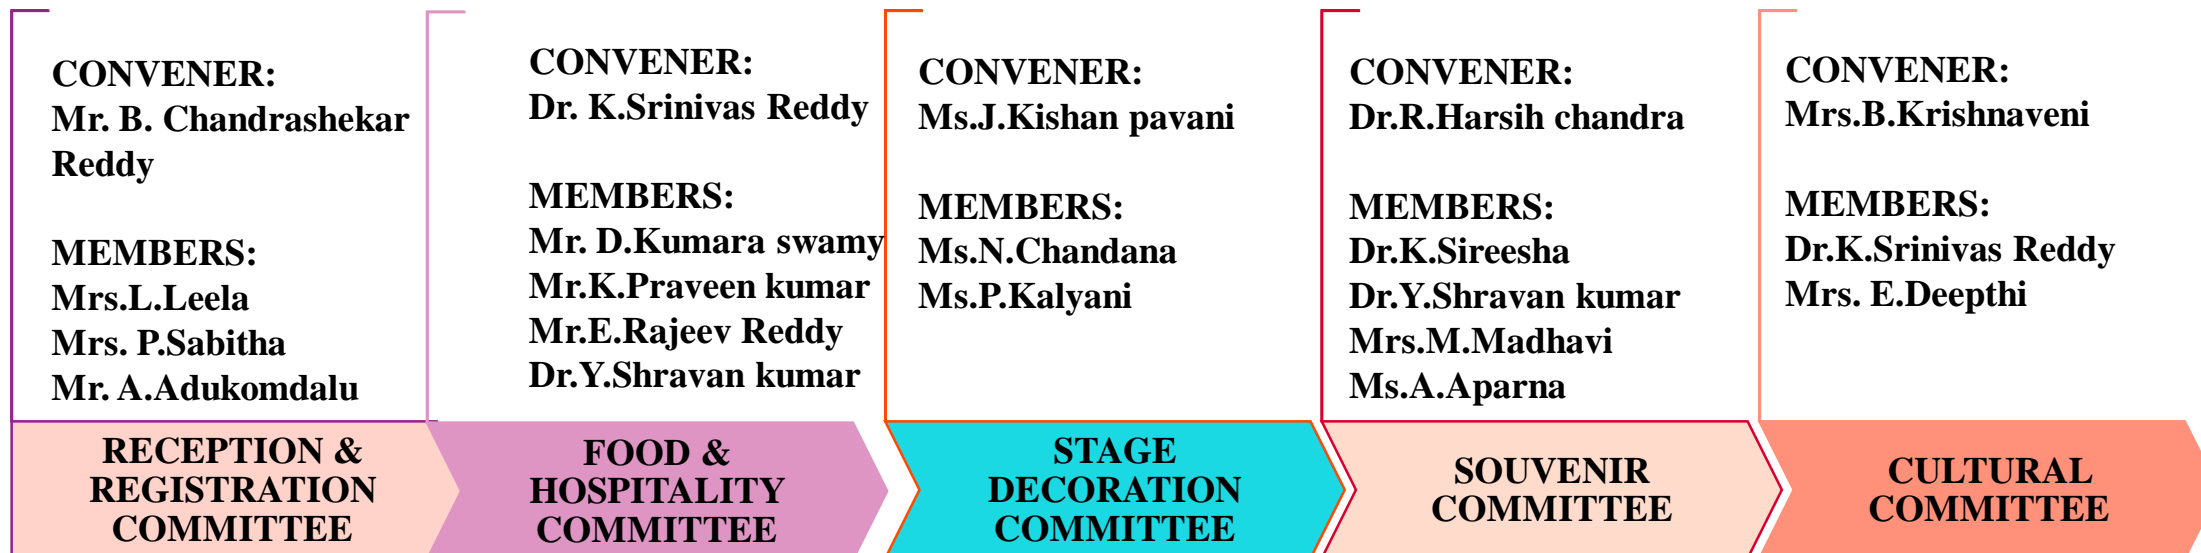 CONVENER:
Mr. B. Chandrashekar
Reddy
MEMBERS:
Mrs.L.Leela
Mrs. P.Sabitha
Mr. A.Adukomdalu
RECEPTION &
REGISTRATION
COMMITTEE
CONVENER:
Dr. K.Srinivas Reddy
MEMBERS:
Mr. D.Kumara swamy
Mr.K.Praveen kumar
Mr.E.Rajeev Reddy
Dr.Y.Shravan kumar
FOOD &
HOSPITALITY
COMMITTEE
CONVENER:
Ms.J.Kishan pavani
MEMBERS:
Ms.N.Chandana
Ms.P.Kalyani
STAGE
DECORATION
COMMITTEE
CONVENER:
Dr.R.Harsih chandra
MEMBERS:
Dr.K.Sireesha
Dr.Y.Shravan kumar
Mrs.M.Madhavi
Ms.A.Aparna
SOUVENIR
COMMITTEE
CONVENER:
Mrs.B.Krishnaveni
MEMBERS:
Dr.K.Srinivas Reddy
Mrs. E.Deepthi
CULTURAL
COMMITTEE